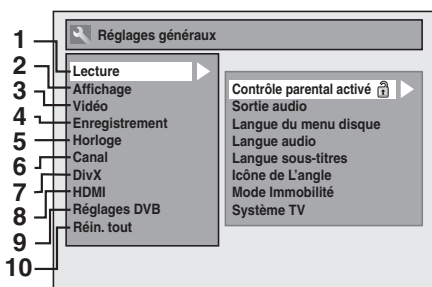 Réglages généraux
1
2
3
4
5
6
7
8
9
10
Lecture
Affichage
Vidéo
Enregistrement
Horloge
Canal
DivX
HDMI
Réglages DVB
Réin. tout
Contrôle parental activé
Sortie audio
Langue du menu disque
Langue audio
Langue sous-titres
Icône de L'angle
Mode Immobilité
Système TV